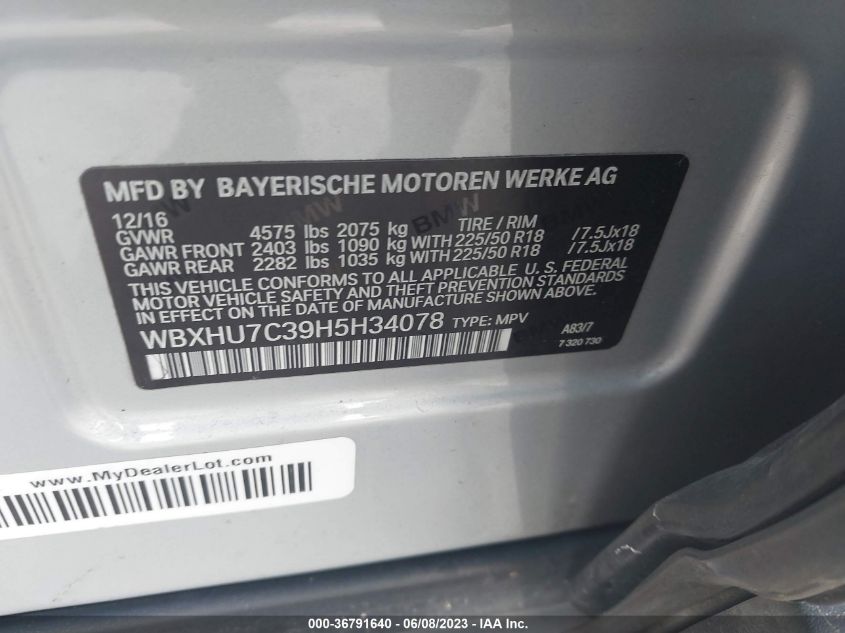 MFD BY BAYERISCHE MOTOREN WERKE AG
12/16
GVWR 4575 lbs 2075 kg TIRE / RIM
GAWR FRONT 2403 lbs 1090 kg WITH 225/50 R18 /7.5Jx18
GAWR REAR 2282 lbs 1035 kg WITH 225/50 R18 /7.5Jx18
THIS VEHICLE CONFORMS TO ALL APPLICABLE U. S. FEDERAL
MOTOR VEHICLE SAFETY AND THEFT PREVENTION STANDARDS
IN EFFECT ON THE DATE OF MANUFACTURE SHOWN ABOVE.
WBXHU7C39H5H34078 TYPE: MPV A83/7
7 320 730
www.MyDealerLot.com
000-36791640 - 06/08/2023 - Copyright © 2023 IAA, Inc.